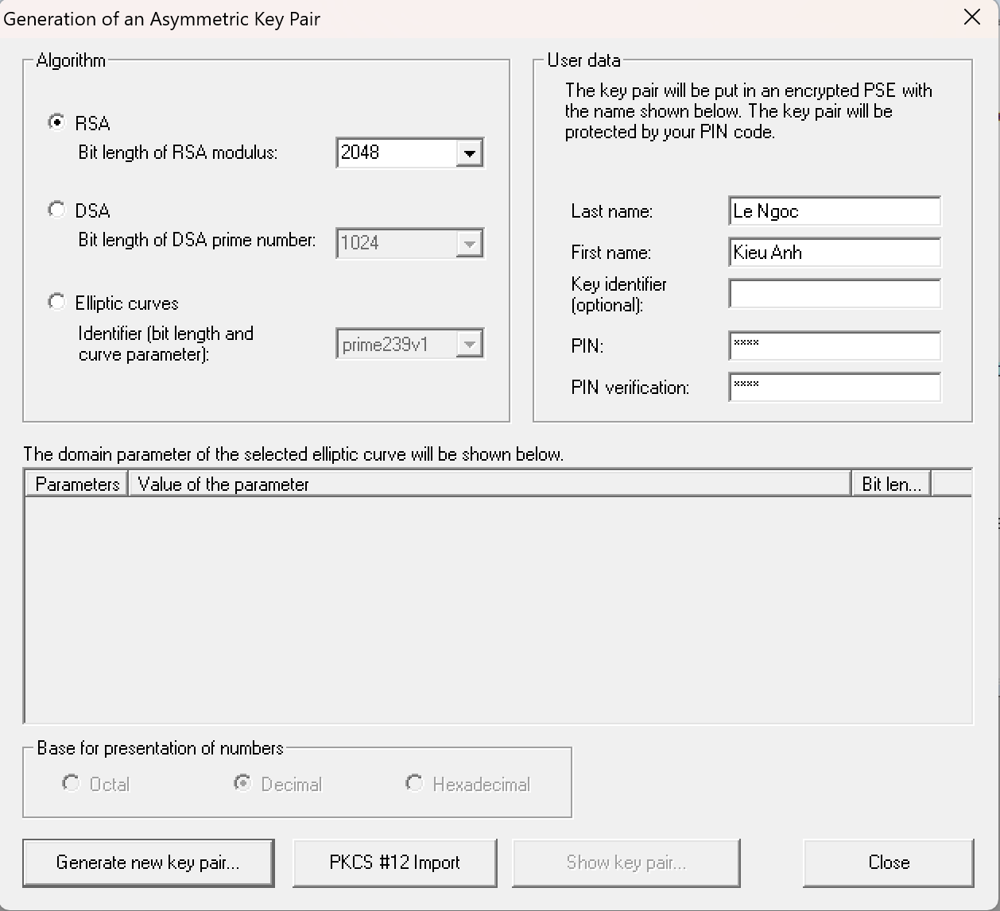 Generation of an Asymmetric Key Pair
Algorithm
RSA
Bit length of RSA modulus:
2048
DSA
Bit length of DSA prime number:
1024
Elliptic curves
Identifier (bit length and
curve parameter):
prime239v1
User data
The key pair will be put in an encrypted PSE with
the name shown below. The key pair will be
protected by your PIN code.
Last name:
Le Ngoc
First name:
Kieu Anh
Key identifier
(optional):
PIN:
****
PIN verification:
****
The domain parameter of the selected elliptic curve will be shown below.
Parameters Value of the parameter Bit len...
Base for presentation of numbers
Octal Decimal Hexadecimal
Generate new key pair... PKCS #12 Import Show key pair... Close